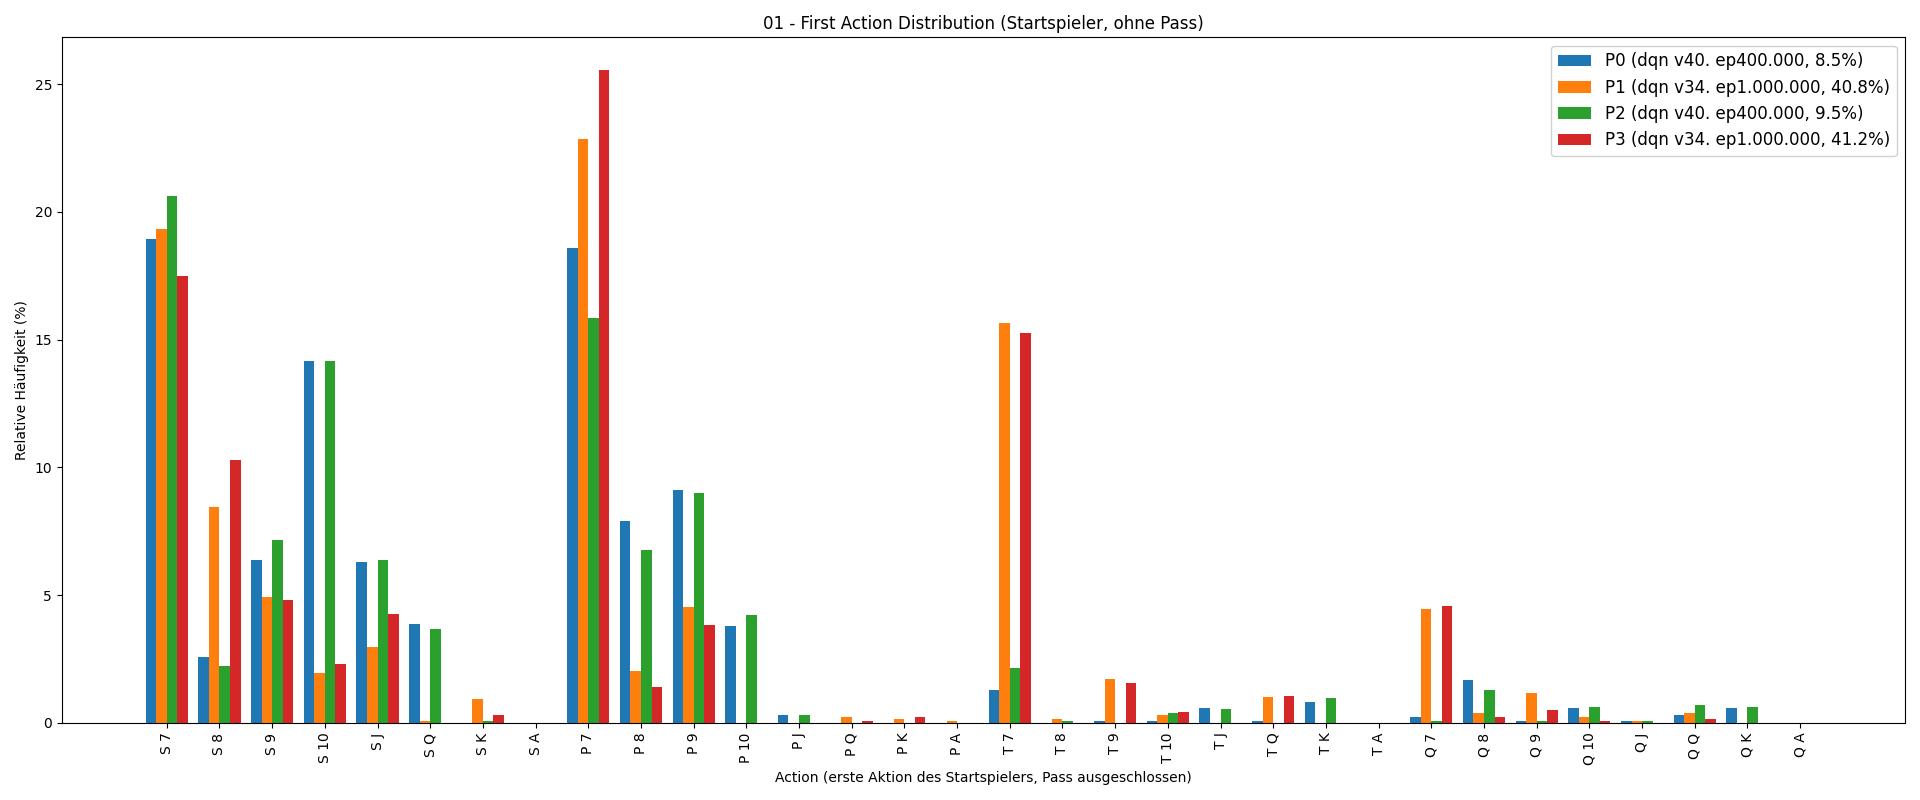 01 - First Action Distribution (Startspieler, ohne Pass)
P0 (dqn v40. ep400.000, 8.5%)
P1 (dqn v34. ep1.000.000, 40.8%)
P2 (dqn v40. ep400.000, 9.5%)
P3 (dqn v34. ep1.000.000, 41.2%)
Relative Häufigkeit (%)
25
20
15
10
5
0
S 7
S 8
S 9
S 10
S J
S Q
S K
S A
P 7
P 8
P 9
P 10
P J
P Q
P K
P A
T 7
T 8
T 9
T 10
T J
T Q
T K
T A
Q 7
Q 8
Q 9
Q 10
Q J
Q Q
Q K
Q A
Action (erste Aktion des Startspielers, Pass ausgeschlossen)